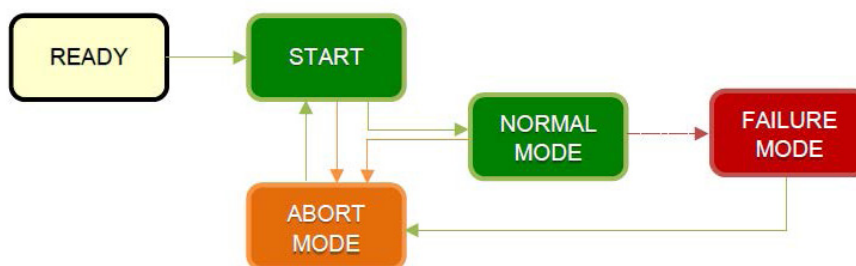 READY
START
NORMAL
MODE
FAILURE
MODE
ABORT
MODE